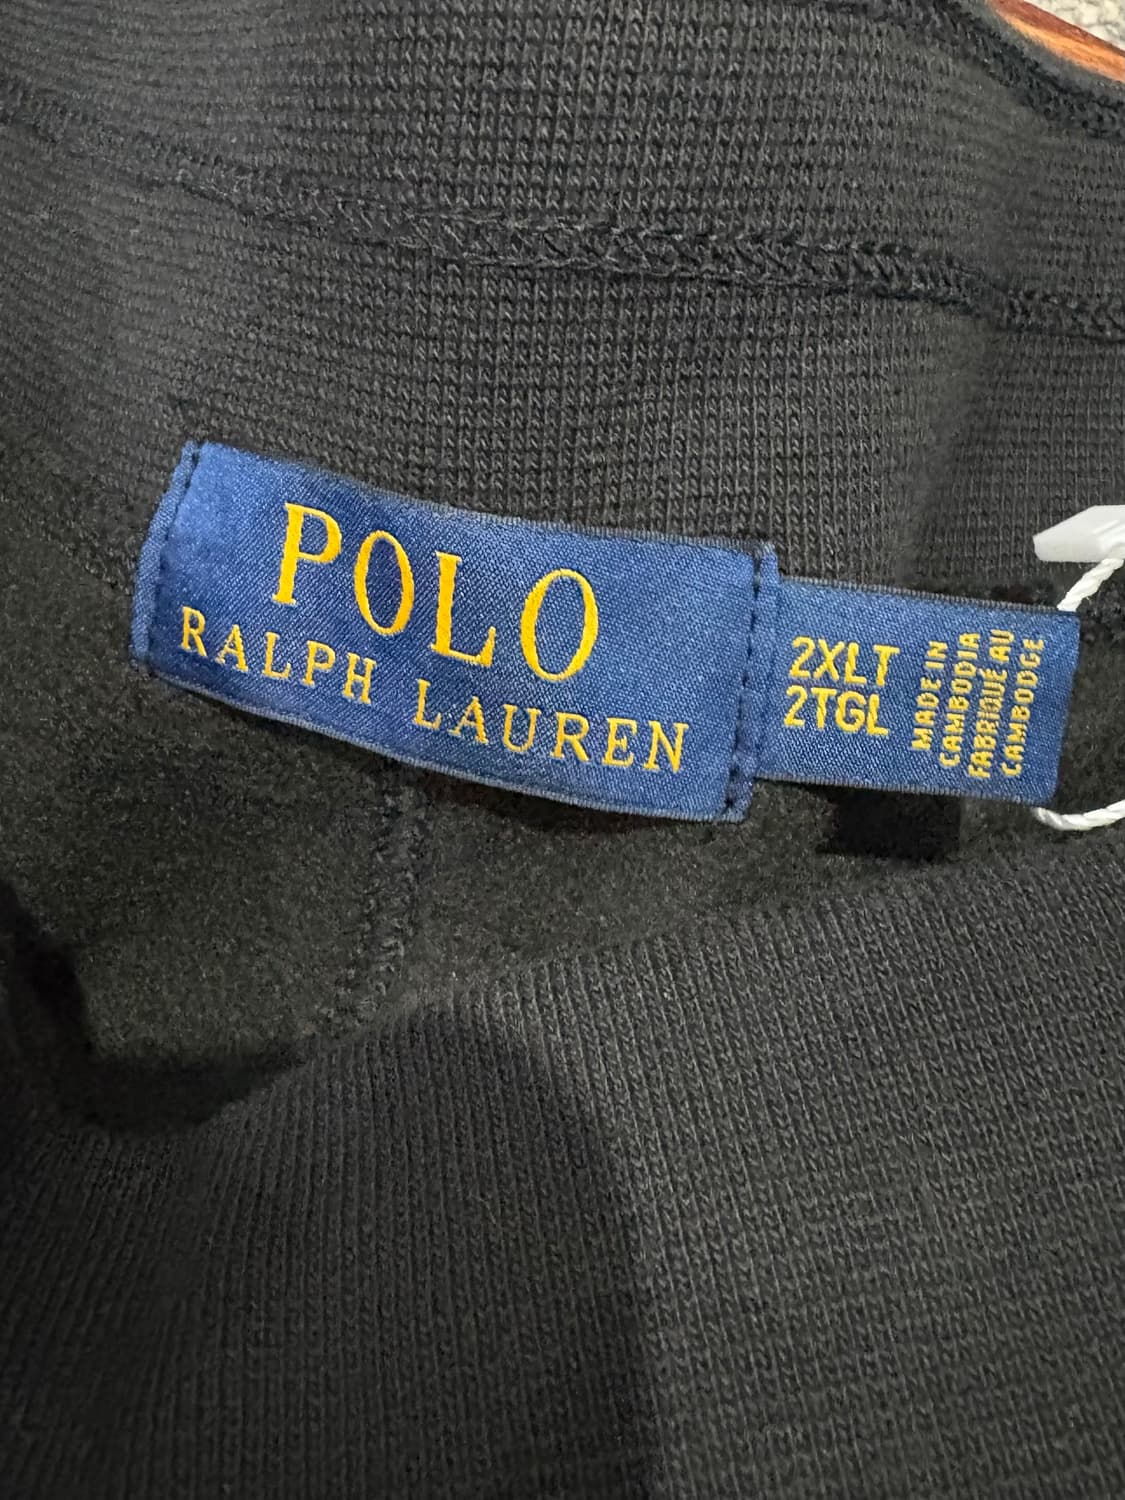 POLO
RALPH LAUREN
2XLT
2TGL
MADE IN
CAMBODIA
FABRIQUÉ AU
CAMBODGE